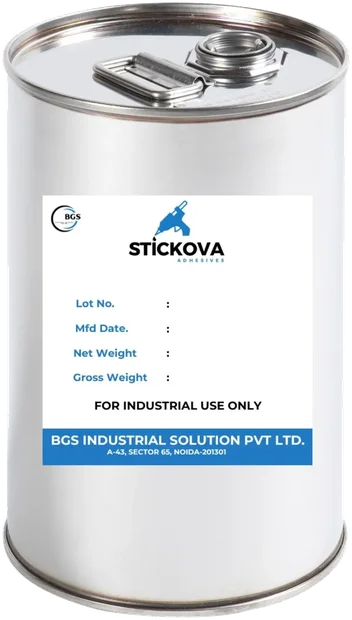 BGS
STICKOVA
ADHESIVES
Lot No. :
Mfd Date. :
Net Weight :
Gross Weight :
FOR INDUSTRIAL USE ONLY
BGS INDUSTRIAL SOLUTION PVT LTD.
A-43, SECTOR 65, NOIDA-201301